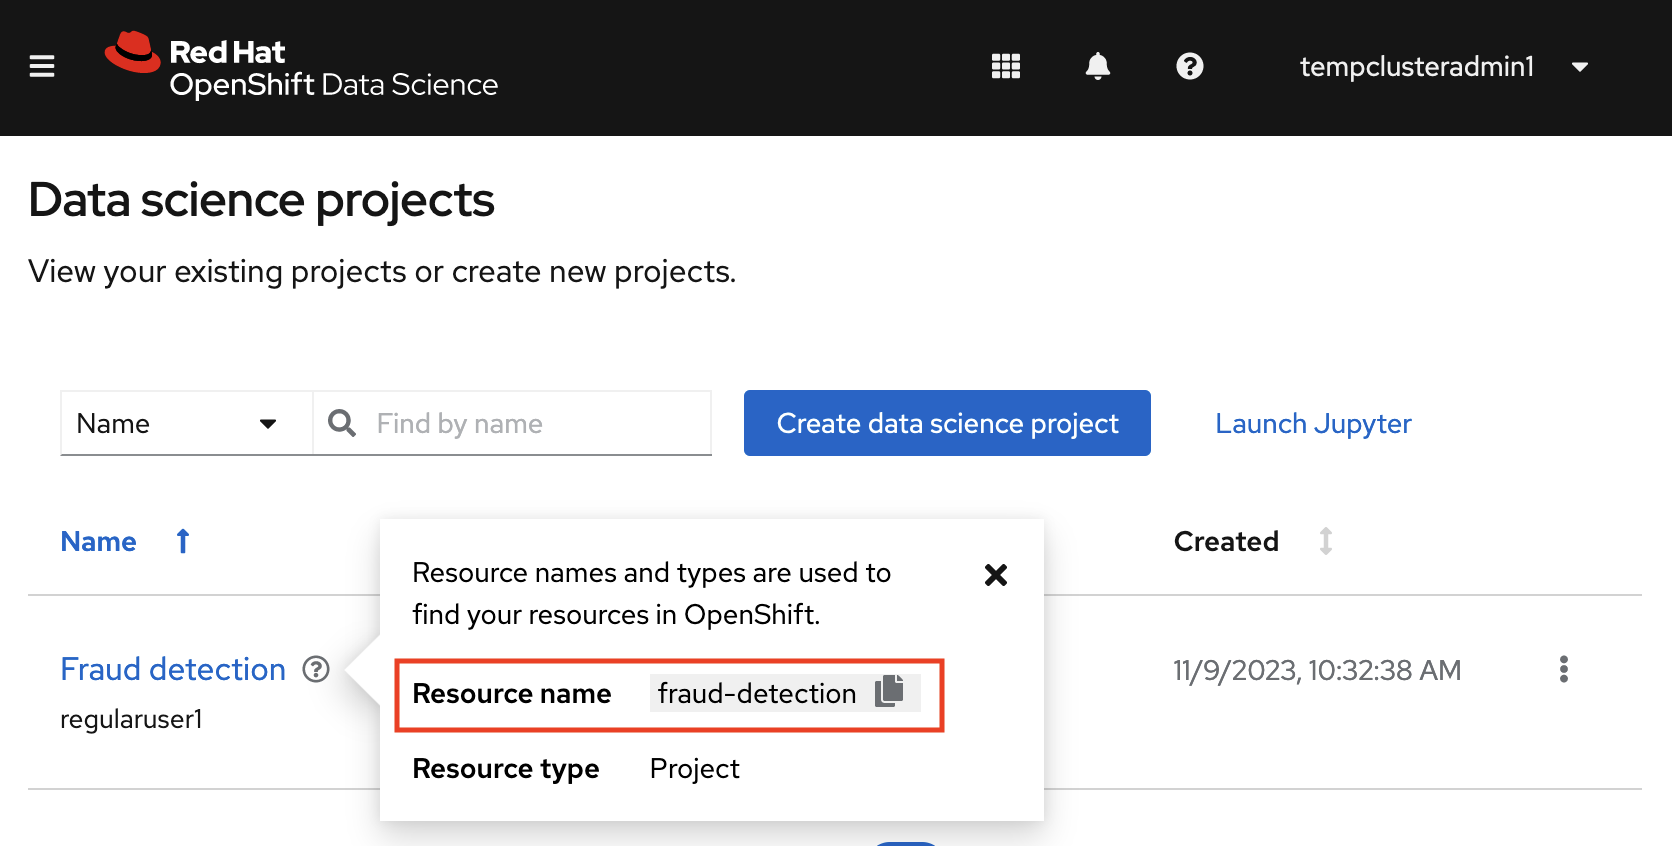 Red Hat
OpenShift Data Science
tempclusteradmin1
Data science projects
View your existing projects or create new projects.
Name
Find by name
Create data science project
Launch Jupyter
Name
Created
Resource names and types are used to
find your resources in OpenShift.
Fraud detection
regularuser1
Resource name fraud-detection
Resource type Project
11/9/2023, 10:32:38 AM